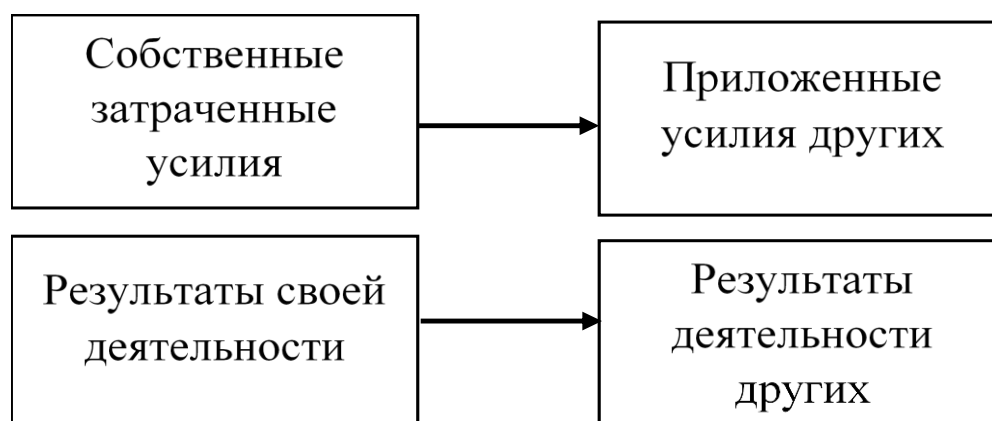 Собственные
затраченные
усилия
Приложенные
усилия других
Результаты своей
деятельности
Результаты
деятельности
других